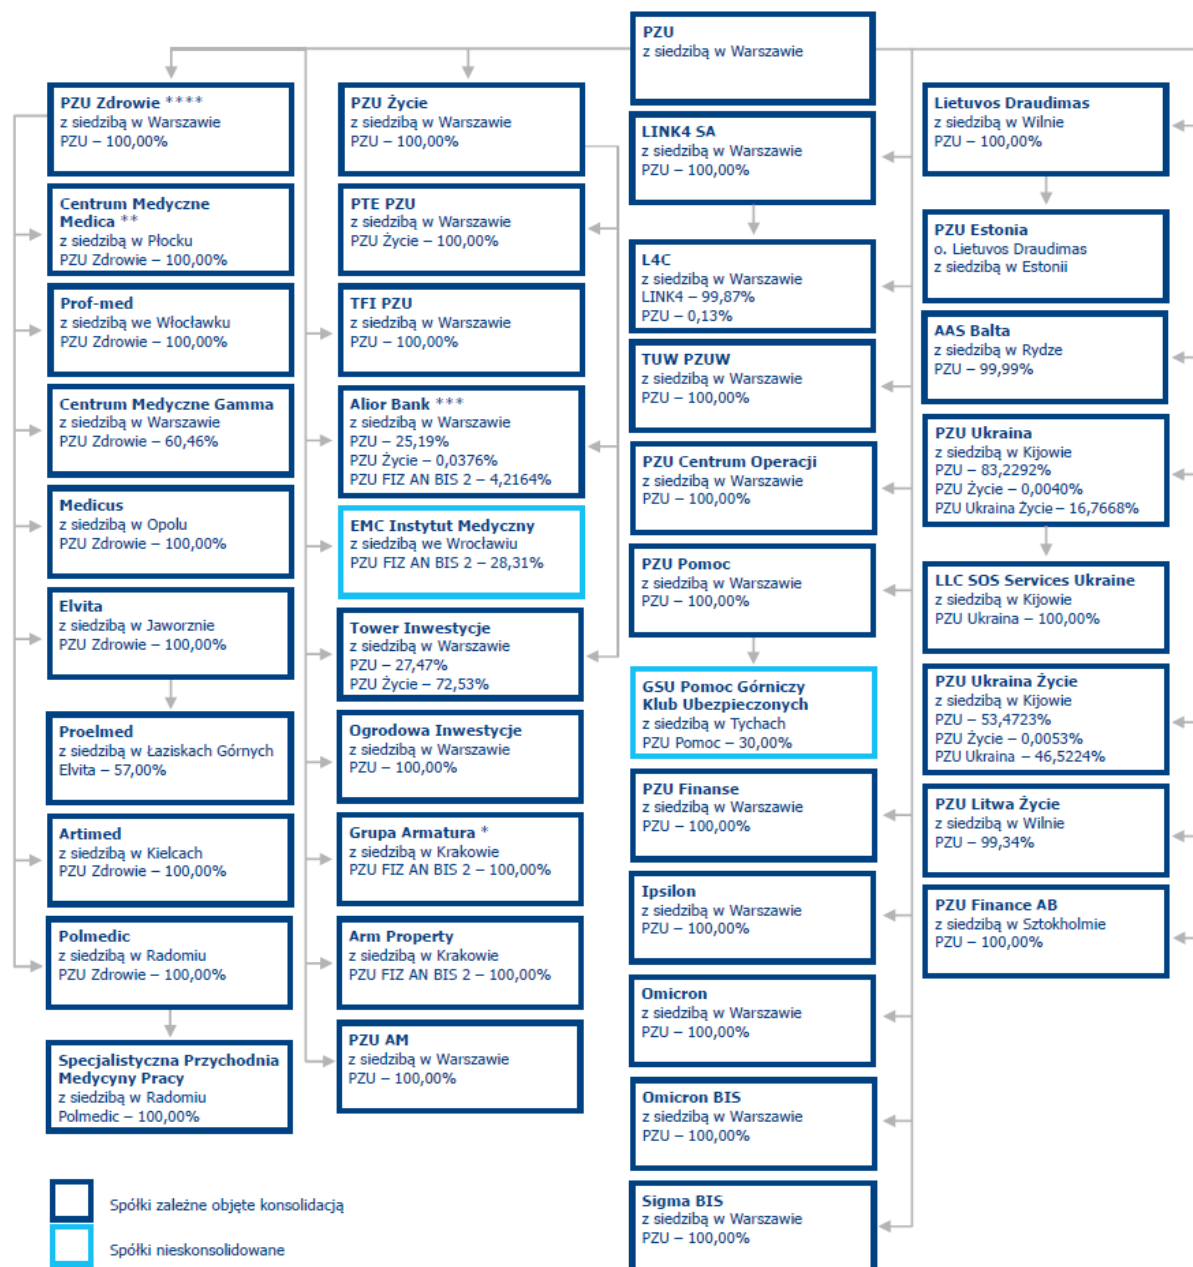 PZU
z siedzibą w Warszawie
PZU Zdrowie ****
z siedzibą w Warszawie
PZU – 100,00%
Centrum Medyczne
Medica **
z siedzibą w Płocku
PZU Zdrowie – 100,00%
Prof-med
z siedzibą we Włocławku
PZU Zdrowie – 100,00%
Centrum Medyczne Gamma
z siedzibą w Warszawie
PZU Zdrowie – 60,46%
Medicus
z siedzibą w Opolu
PZU Zdrowie – 100,00%
Elvita
z siedzibą w Jaworznie
PZU Zdrowie – 100,00%
Proelmed
z siedzibą w Łaziskach Górnych
Elvita – 57,00%
Artimed
z siedzibą w Kielcach
PZU Zdrowie – 100,00%
Polmedic
z siedzibą w Radomiu
PZU Zdrowie – 100,00%
Specjalistyczna Przychodnia
Medycyny Pracy
z siedzibą w Radomiu
Polmedic – 100,00%
PZU Życie
z siedzibą w Warszawie
PZU – 100,00%
PTE PZU
z siedzibą w Warszawie
PZU Życie – 100,00%
TFI PZU
z siedzibą w Warszawie
PZU – 100,00%
Alior Bank ***
z siedzibą w Warszawie
PZU – 25,19%
PZU Życie – 0,0376%
PZU FIZ AN BIS 2 – 4,2164%
EMC Instytut Medyczny
z siedzibą we Wrocławiu
PZU FIZ AN BIS 2 – 28,31%
Tower Inwestycje
z siedzibą w Warszawie
PZU – 27,47%
PZU Życie – 72,53%
Ogrodowa Inwestycje
z siedzibą w Warszawie
PZU – 100,00%
Grupa Armatura *
z siedzibą w Krakowie
PZU FIZ AN BIS 2 – 100,00%
Arm Property
z siedzibą w Krakowie
PZU FIZ AN BIS 2 – 100,00%
PZU AM
z siedzibą w Warszawie
PZU – 100,00%
LINK4 SA
z siedzibą w Warszawie
PZU – 100,00%
L4C
z siedzibą w Warszawie
LINK4 – 99,87%
PZU – 0,13%
TUW PZUW
z siedzibą w Warszawie
PZU – 100,00%
PZU Centrum Operacji
z siedzibą w Warszawie
PZU – 100,00%
PZU Pomoc
z siedzibą w Warszawie
PZU – 100,00%
GSU Pomoc Górniczy
Klub Ubezpieczonych
z siedzibą w Tychach
PZU Pomoc – 30,00%
PZU Finanse
z siedzibą w Warszawie
PZU – 100,00%
Ipsilon
z siedzibą w Warszawie
PZU – 100,00%
Omicron
z siedzibą w Warszawie
PZU – 100,00%
Omicron BIS
z siedzibą w Warszawie
PZU – 100,00%
Sigma BIS
z siedzibą w Warszawie
PZU – 100,00%
Lietuvos Draudimas
z siedzibą w Wilnie
PZU – 100,00%
PZU Estonia
o. Lietuvos Draudimas
z siedzibą w Estonii
AAS Balta
z siedzibą w Rydze
PZU – 99,99%
PZU Ukraina
z siedzibą w Kijowie
PZU – 83,2292%
PZU Życie – 0,0040%
PZU Ukraina Życie – 16,7668%
LLC SOS Services Ukraine
z siedzibą w Kijowie
PZU Ukraina – 100,00%
PZU Ukraina Życie
z siedzibą w Kijowie
PZU – 53,4723%
PZU Życie – 0,0053%
PZU Ukraina – 46,5224%
PZU Litwa Życie
z siedzibą w Wilnie
PZU – 99,34%
PZU Finance AB
z siedzibą w Sztokholmie
PZU – 100,00%
Spółki zależne objęte konsolidacją
Spółki nieskonsolidowane